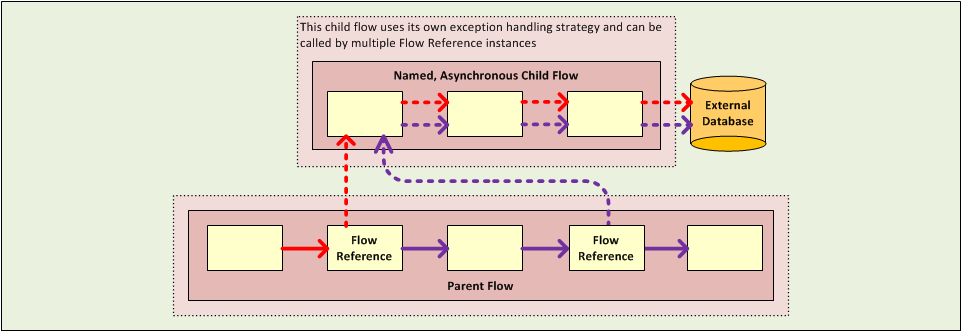 This child flow uses its own exception handling strategy and can be
called by multiple Flow Reference instances
Named, Asynchronous Child Flow
External
Database
Flow
Reference
Flow
Reference
Parent Flow